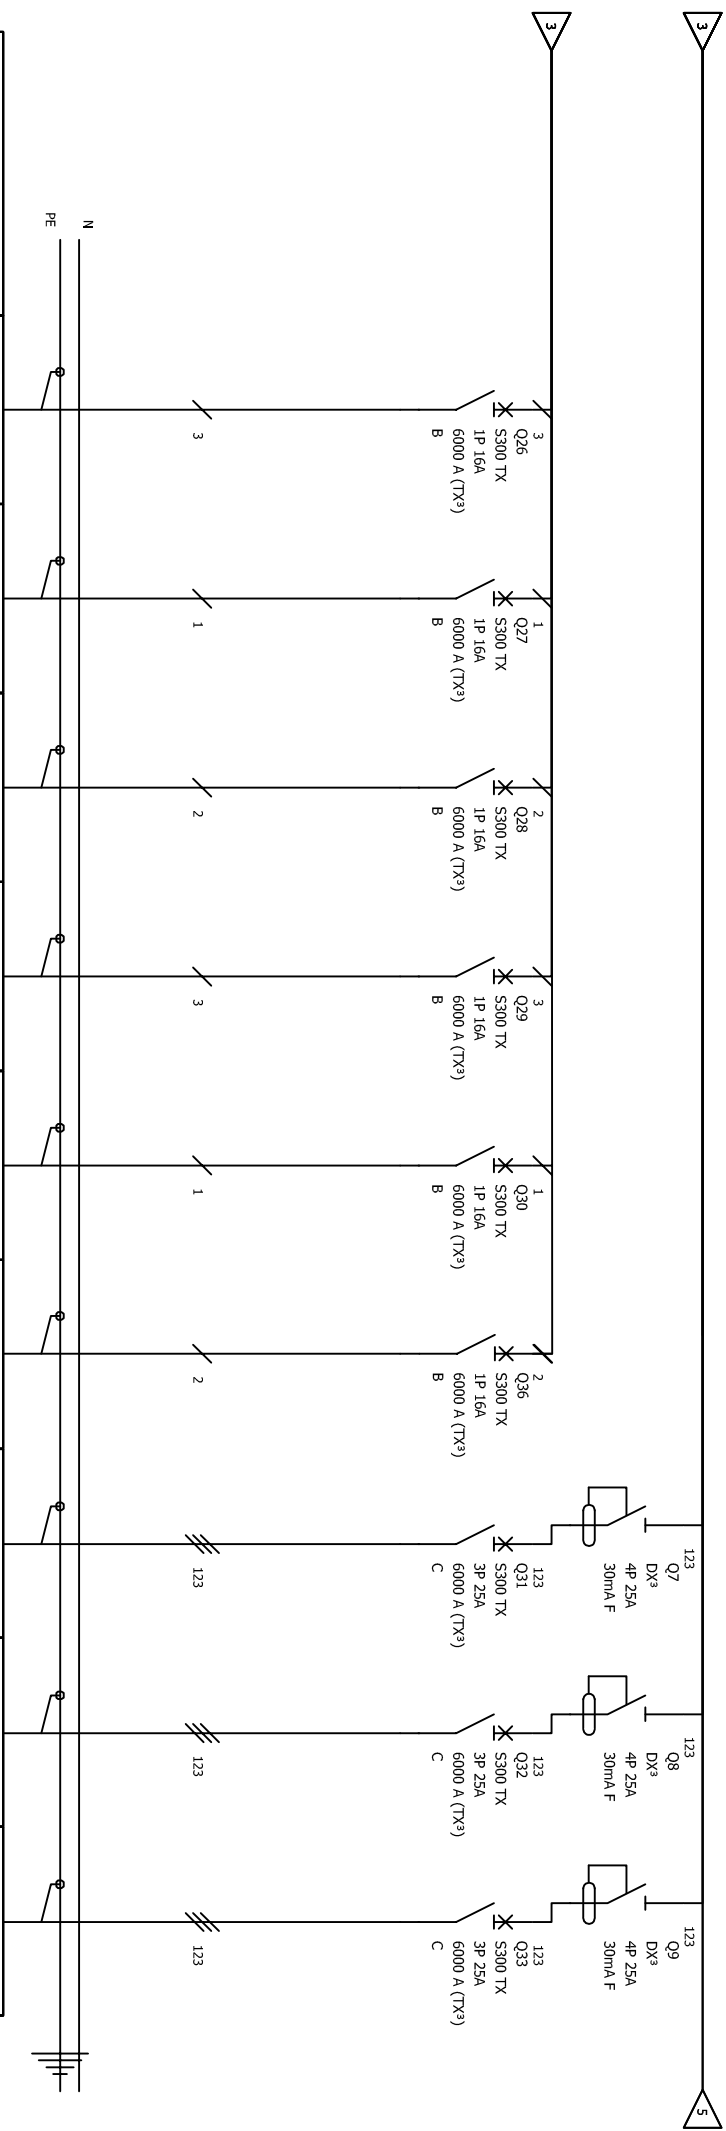 3
3
N
PE
3
Q26
S300 TX
1P 16A
6000 A (TX³)
B
3
1
Q27
S300 TX
1P 16A
6000 A (TX³)
B
1
2
Q28
S300 TX
1P 16A
6000 A (TX³)
B
2
3
Q29
S300 TX
1P 16A
6000 A (TX³)
B
3
1
Q30
S300 TX
1P 16A
6000 A (TX³)
B
1
2
Q36
S300 TX
1P 16A
6000 A (TX³)
B
2
123
Q7
DX³
4P 25A
30mA F
123
Q31
S300 TX
3P 25A
6000 A (TX³)
C
123
123
Q8
DX³
4P 25A
30mA F
123
Q32
S300 TX
3P 25A
6000 A (TX³)
C
123
123
Q9
DX³
4P 25A
30mA F
123
Q33
S300 TX
3P 25A
6000 A (TX³)
C
123
5